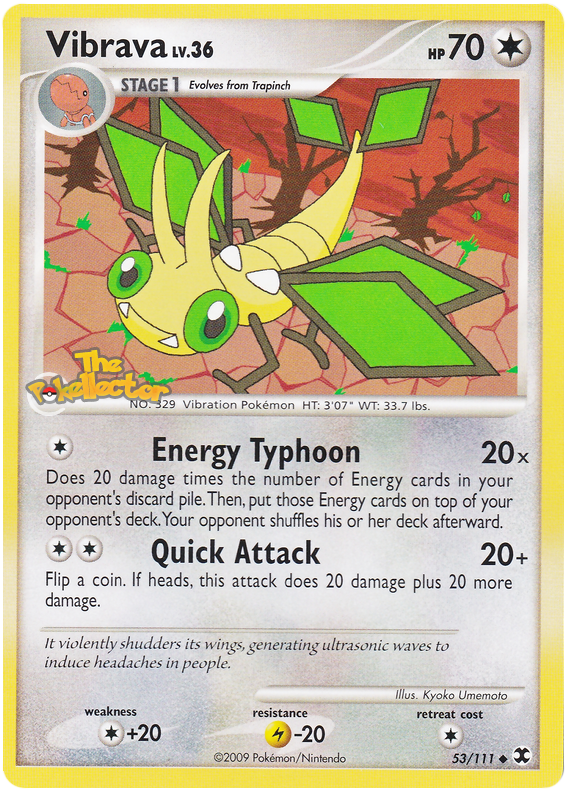 Vibrava LV.36
HP 70
STAGE 1 Evolves from Trapinch
The
Pokellector
NO. 329 Vibration Pokémon HT: 3'07" WT: 33.7 lbs.
Energy Typhoon 20x
Does 20 damage times the number of Energy cards in your
opponent's discard pile. Then, put those Energy cards on top of your
opponent's deck. Your opponent shuffles his or her deck afterward.
Quick Attack 20+
Flip a coin. If heads, this attack does 20 damage plus 20 more
damage.
It violently shudders its wings, generating ultrasonic waves to
induce headaches in people.
Illus. Kyoko Umemoto
weakness resistance retreat cost
+20 -20
©2009 Pokémon/Nintendo 53/111